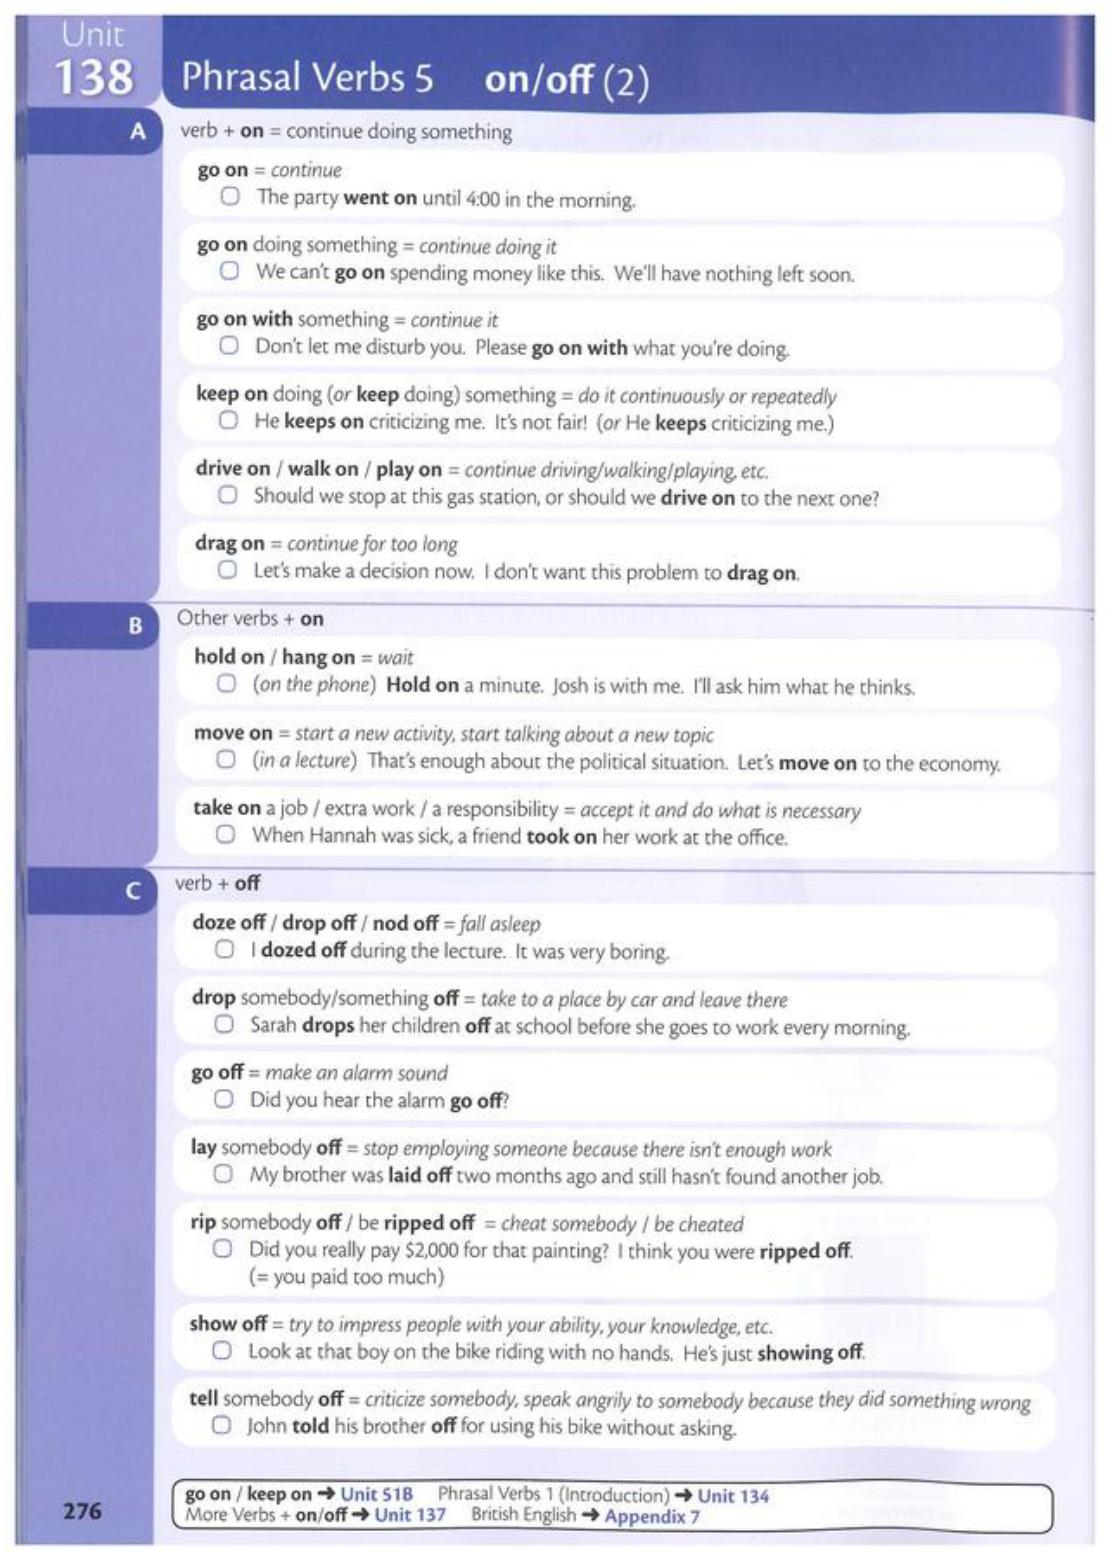 Unit
138
Phrasal Verbs 5 on/off (2)
A
verb + on = continue doing something
go on = continue
The party went on until 4:00 in the morning.
go on doing something = continue doing it
We can't go on spending money like this. We'll have nothing left soon.
go on with something = continue it
Don't let me disturb you. Please go on with what you're doing.
keep on doing (or keep doing) something = do it continuously or repeatedly
He keeps on criticizing me. It's not fair! (or He keeps criticizing me.)
drive on / walk on / play on = continue driving/walking/playing, etc.
Should we stop at this gas station, or should we drive on to the next one?
drag on = continue for too long
Let's make a decision now. I don't want this problem to drag on.
B
Other verbs + on
hold on / hang on = wait
(on the phone) Hold on a minute. Josh is with me. I'll ask him what he thinks.
move on = start a new activity, start talking about a new topic
(in a lecture) That's enough about the political situation. Let's move on to the economy.
take on a job / extra work / a responsibility = accept it and do what is necessary
When Hannah was sick, a friend took on her work at the office.
C
verb + off
doze off / drop off / nod off = fall asleep
I dozed off during the lecture. It was very boring.
drop somebody/something off = take to a place by car and leave there
Sarah drops her children off at school before she goes to work every morning.
go off = make an alarm sound
Did you hear the alarm go off?
lay somebody off = stop employing someone because there isn't enough work
My brother was laid off two months ago and still hasn't found another job.
rip somebody off / be ripped off = cheat somebody / be cheated
Did you really pay $2,000 for that painting? I think you were ripped off.
(= you paid too much)
show off = try to impress people with your ability, your knowledge, etc.
Look at that boy on the bike riding with no hands. He's just showing off.
tell somebody off = criticize somebody, speak angrily to somebody because they did something wrong
John told his brother off for using his bike without asking.
276
go on / keep on ➜ Unit 51B Phrasal Verbs 1 (Introduction) ➜ Unit 134
More Verbs + on/off ➜ Unit 137 British English ➜ Appendix 7